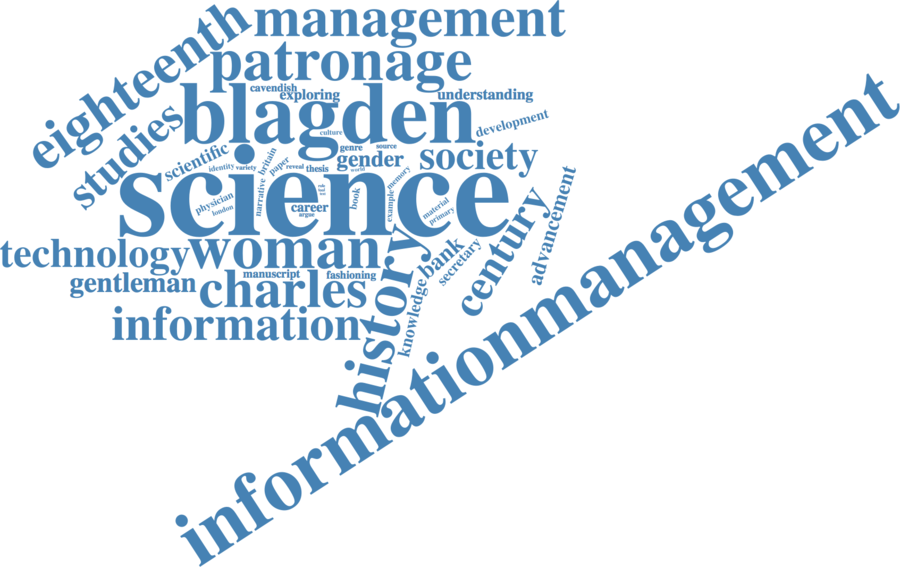 management
eighteenth
patronage
cavendish
exploring
understanding
blagden
studies
culture
development
genre
source
scientific
britain
gender
society
identity
variety
paper
reveal
thesis
world
science
memory
narrative
physician
london
book
example
career
argue
material
primary
advancement
century
technology
woman
history
bank
secretary
gentleman
manuscript
fashioning
charles
knowledge
information
informationmanagement